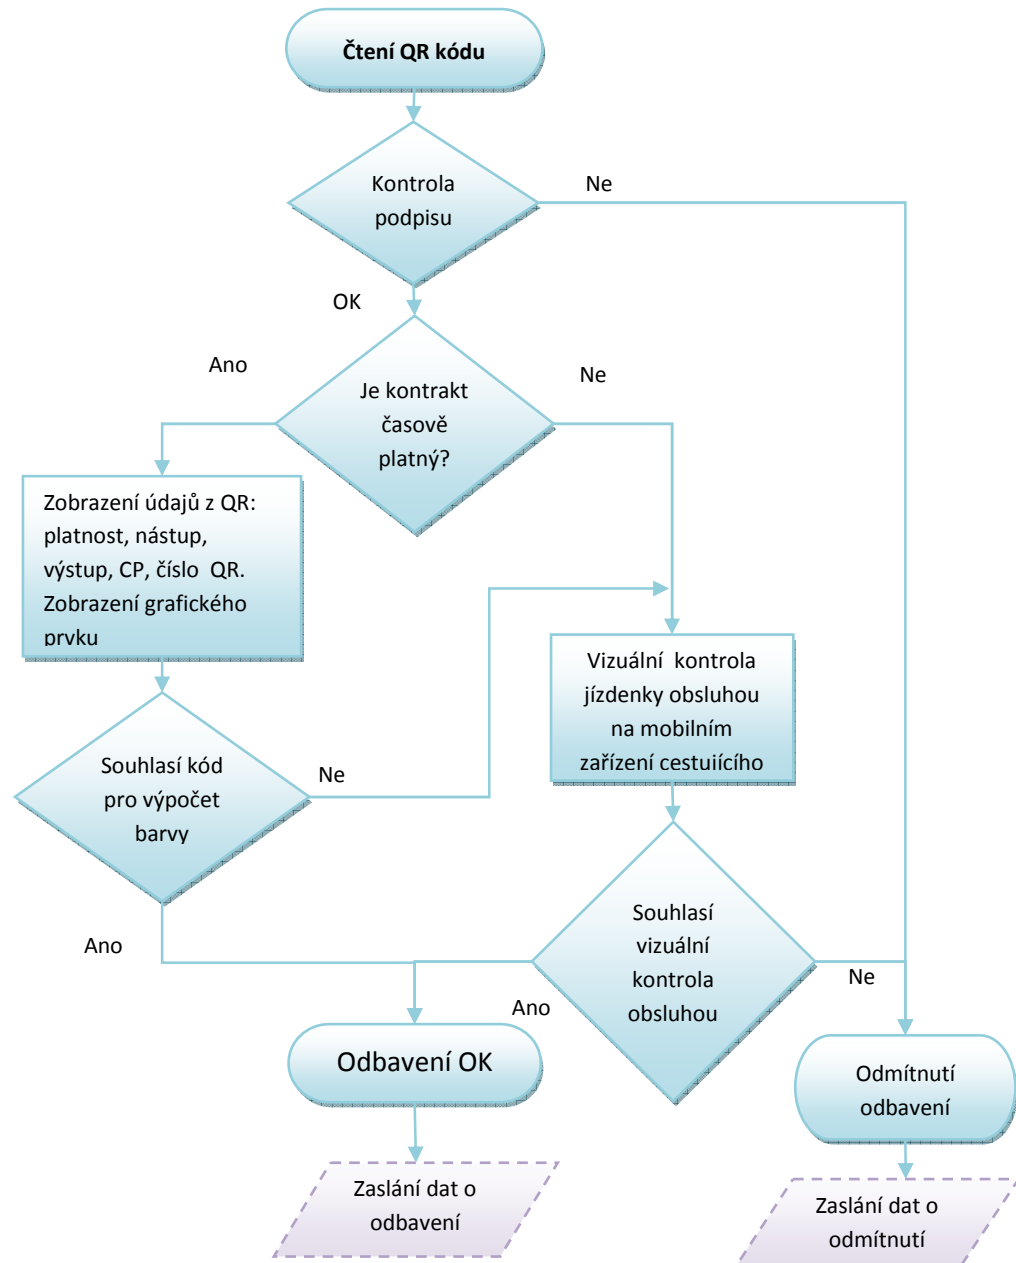 Čtení QR kódu
Kontrola
podpisu
Ne
OK
Ano
Je kontrakt
časově
platný?
Ne
Zobrazení údajů z QR:
platnost, nástup,
výstup, CP, číslo QR.
Zobrazení grafického
prvku
Vizuální kontrola
jízdenky obsluhou
na mobilním
zařízení cestujícího
Souhlasí kód
pro výpočet
barvy
Ne
Ano
Souhlasí
vizuální
kontrola
obsluhou
Ne
Ano
Odbavení OK
Odmítnutí
odbavení
Zaslání dat o
odbavení
Zaslání dat o
odmítnutí